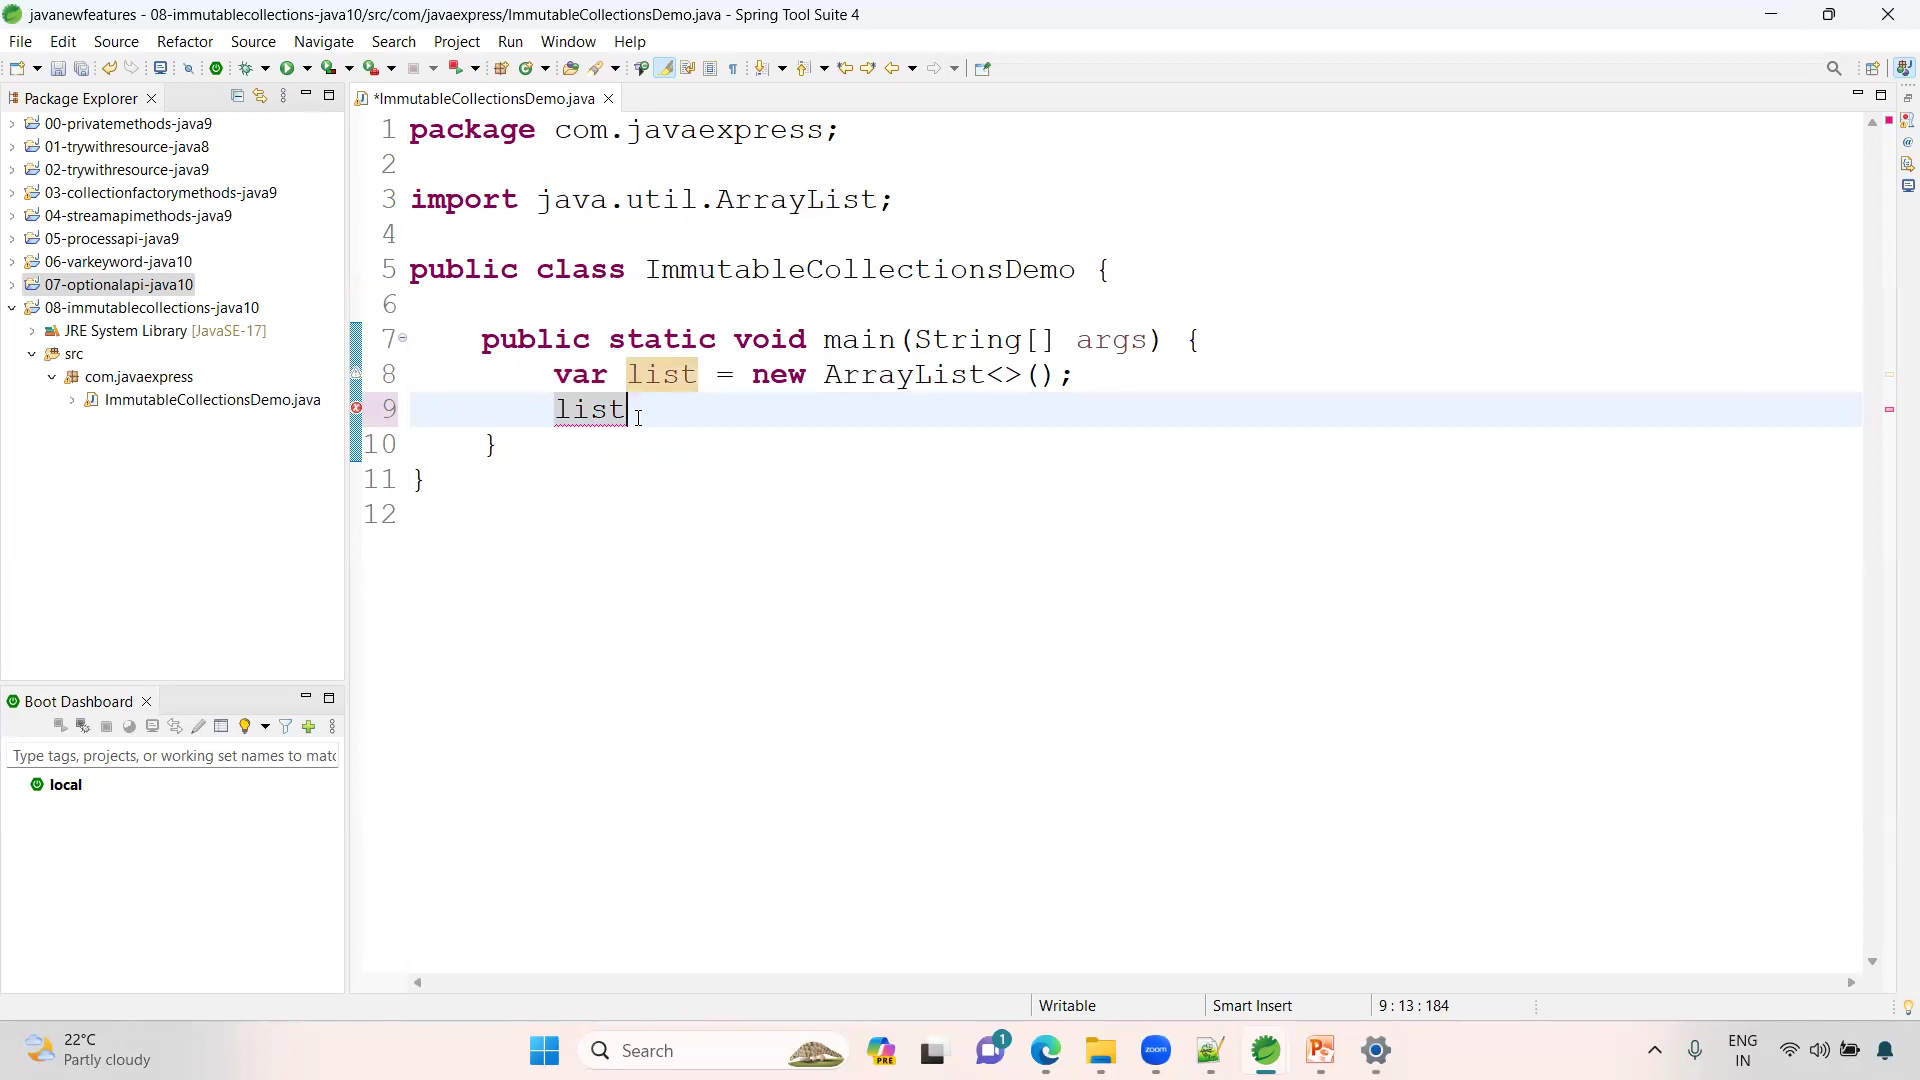 javanewfeatures - 08-immutablecollections-java10/src/com/javaexpress/ImmutableCollectionsDemo.java - Spring Tool Suite 4
File Edit Source Refactor Source Navigate Search Project Run Window Help
Package Explorer
00-privatemethods-java9
01-trywithresource-java8
02-trywithresource-java9
03-collectionfactorymethods-java9
04-streamapimethods-java9
05-processapi-java9
06-varkeyword-java10
07-optionalapi-java10
08-immutablecollections-java10
JRE System Library [JavaSE-17]
src
com.javaexpress
ImmutableCollectionsDemo.java
*ImmutableCollectionsDemo.java
1 package com.javaexpress;
2
3 import java.util.ArrayList;
4
5 public class ImmutableCollectionsDemo {
6
7 public static void main(String[] args) {
8 var list = new ArrayList<>();
9 list
10 }
11 }
12
Boot Dashboard
Type tags, projects, or working set names to matc
local
Writable Smart Insert 9 : 13 : 184
22°C
Partly cloudy
Search
PRE
1
zoom
ENG
IN